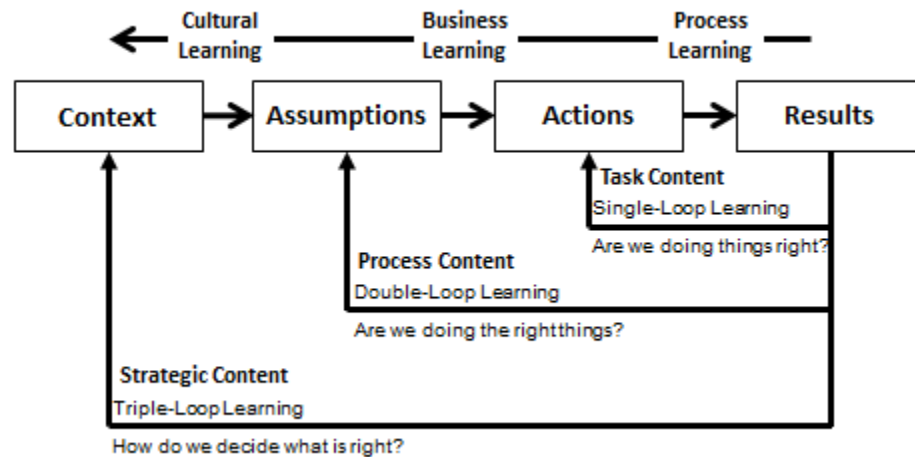 Cultural Learning
Business Learning
Process Learning
Context
Assumptions
Actions
Results
Task Content
Single-Loop Learning
Are we doing things right?
Process Content
Double-Loop Learning
Are we doing the right things?
Strategic Content
Triple-Loop Learning
How do we decide what is right?